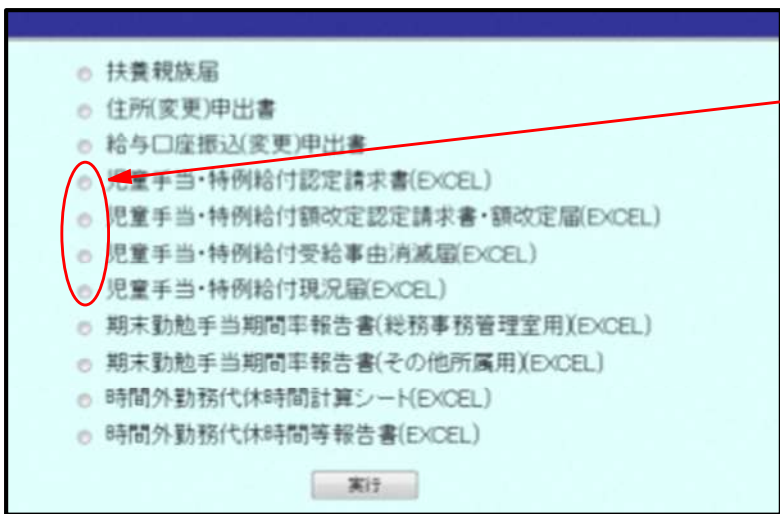 扶養親族届
住所(変更)申出書
給与口座振込(変更)申出書
児童手当・特例給付認定請求書(EXCEL)
児童手当・特例給付額改定認定請求書・額改定届(EXCEL)
児童手当・特例給付受給事由消滅届(EXCEL)
児童手当・特例給付現況届(EXCEL)
期末勤勉手当期間率報告書(総務事務管理室用)(EXCEL)
期末勤勉手当期間率報告書(その他所属用)(EXCEL)
時間外勤務代休時間計算シート(EXCEL)
時間外勤務代休時間等報告書(EXCEL)
実行